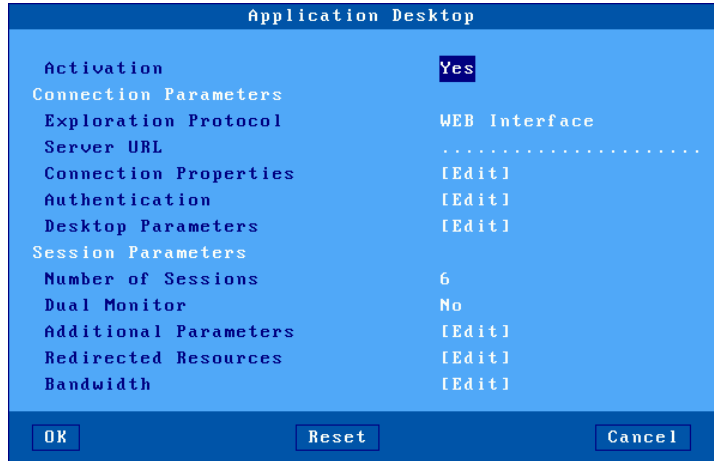 Application Desktop
Activation Yes
Connection Parameters
Exploration Protocol WEB Interface
Server URL ......................
Connection Properties [Edit]
Authentication [Edit]
Desktop Parameters [Edit]
Session Parameters
Number of Sessions 6
Dual Monitor No
Additional Parameters [Edit]
Redirected Resources [Edit]
Bandwidth [Edit]
OK Reset Cancel